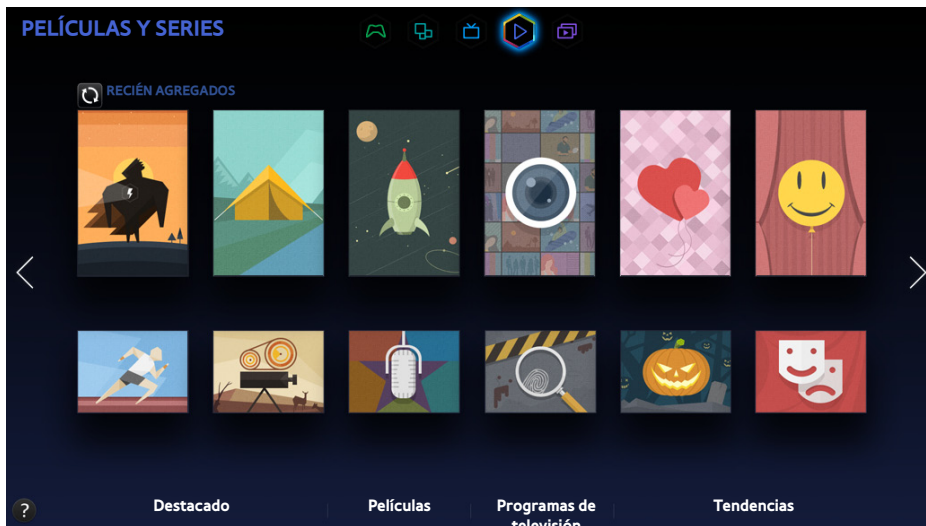 PELÍCULAS Y SERIES
RECIÉN AGREGADOS
?
Destacado
Películas
Programas de
televisión
Tendencias